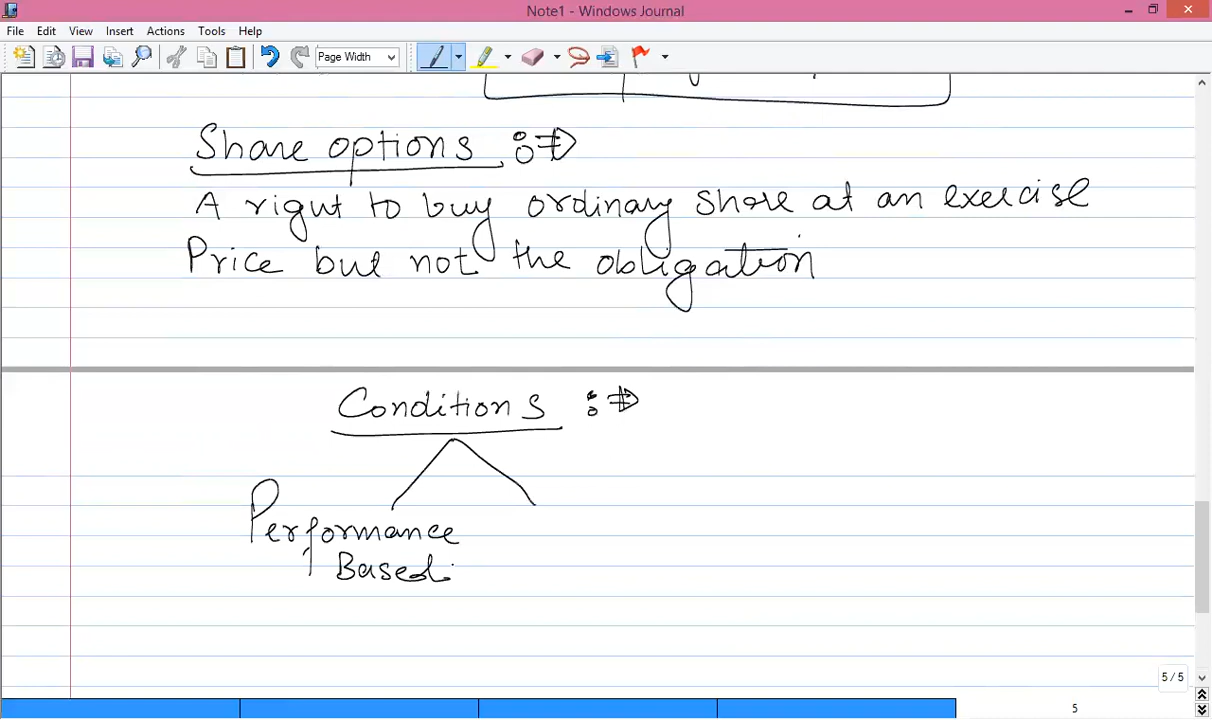 Note1 - Windows Journal
File Edit View Insert Actions Tools Help
Page Width
Share options :⇒
A right to buy ordinary share at an exercise
Price but not the obligation
Conditions :⇒
Performance
Based
5 / 5
5